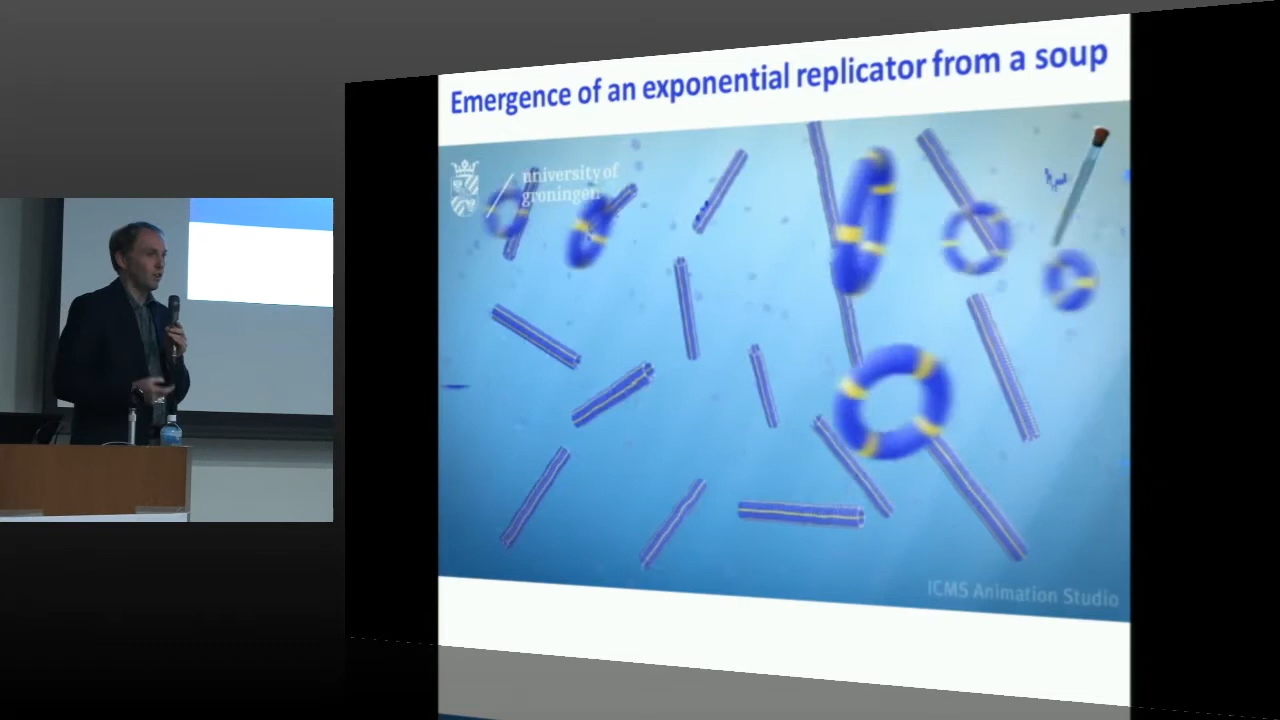 Emergence of an exponential replicator from a soup
university of
groningen
ICMS Animation Studio